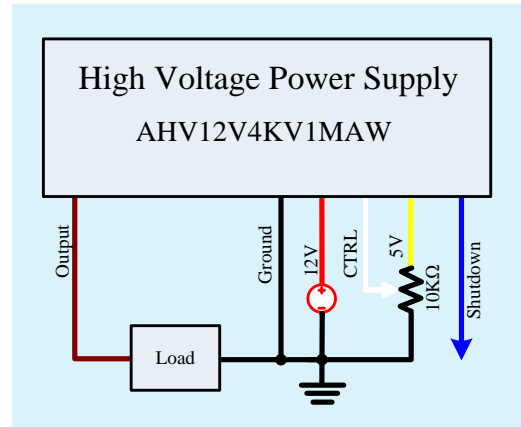 High Voltage Power Supply
AHV12V4KV1MAW
Output
Ground
12V
CTRL
5V
10KΩ
Shutdown
Load